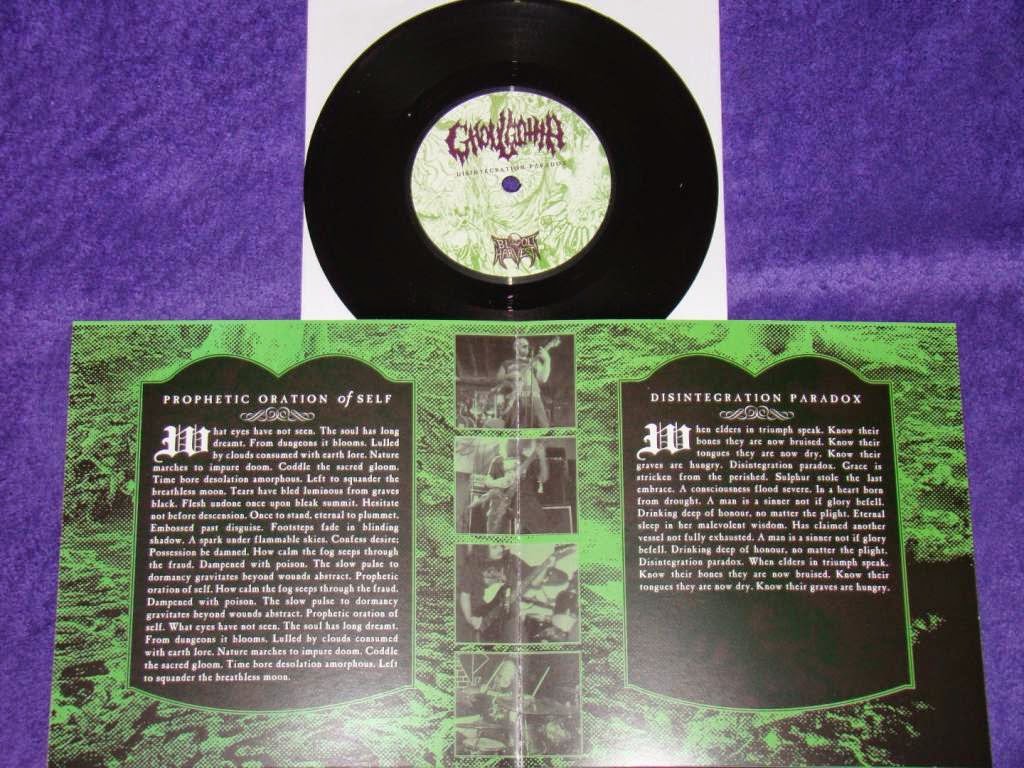 GHOULGOTHA
DISINTEGRATION PARADOX
BLOOD
HARVEST
PROPHETIC ORATION of SELF
What eyes have not seen. The soul has long
dreamt. From dungeons it blooms. Lulled
by clouds consumed with earth lore. Nature
marches to impure doom. Coddle the sacred gloom.
Time bore desolation amorphous. Left to squander the
breathless moon. Tears have bled luminous from graves
black. Flesh undone once upon bleak summit. Hesitate
not before descension. Once to stand, eternal to plummet.
Embossed past disguise. Footsteps fade in blinding
shadow. A spark under flammable skies. Confess desire;
Possession be damned. How calm the fog seeps through
the fraud. Dampened with poison. The slow pulse to
dormancy gravitates beyond wounds abstract. Prophetic
oration of self. How calm the fog seeps through the fraud.
Dampened with poison. The slow pulse to dormancy
gravitates beyond wounds abstract. Prophetic oration of
self. What eyes have not seen. The soul has long dreamt.
From dungeons it blooms. Lulled by clouds consumed
with earth lore. Nature marches to impure doom. Coddle
the sacred gloom. Time bore desolation amorphous. Left
to squander the breathless moon.
DISINTEGRATION PARADOX
When elders in triumph speak. Know their
bones they are now bruised. Know their
tongues they are now dry. Know their
graves are hungry. Disintegration paradox. Grace is
stricken from the perished. Sulphur stole the last
embrace. A consciousness flood severe. In a heart born
from drought. A man is a sinner not if glory befell.
Drinking deep of honour, no matter the plight. Eternal
sleep in her malevolent wisdom. Has claimed another
vessel not fully exhausted. A man is a sinner not if glory
befell. Drinking deep of honour, no matter the plight.
Disintegration paradox. When elders in triumph speak.
Know their bones they are now bruised. Know their
tongues they are now dry. Know their graves are hungry.